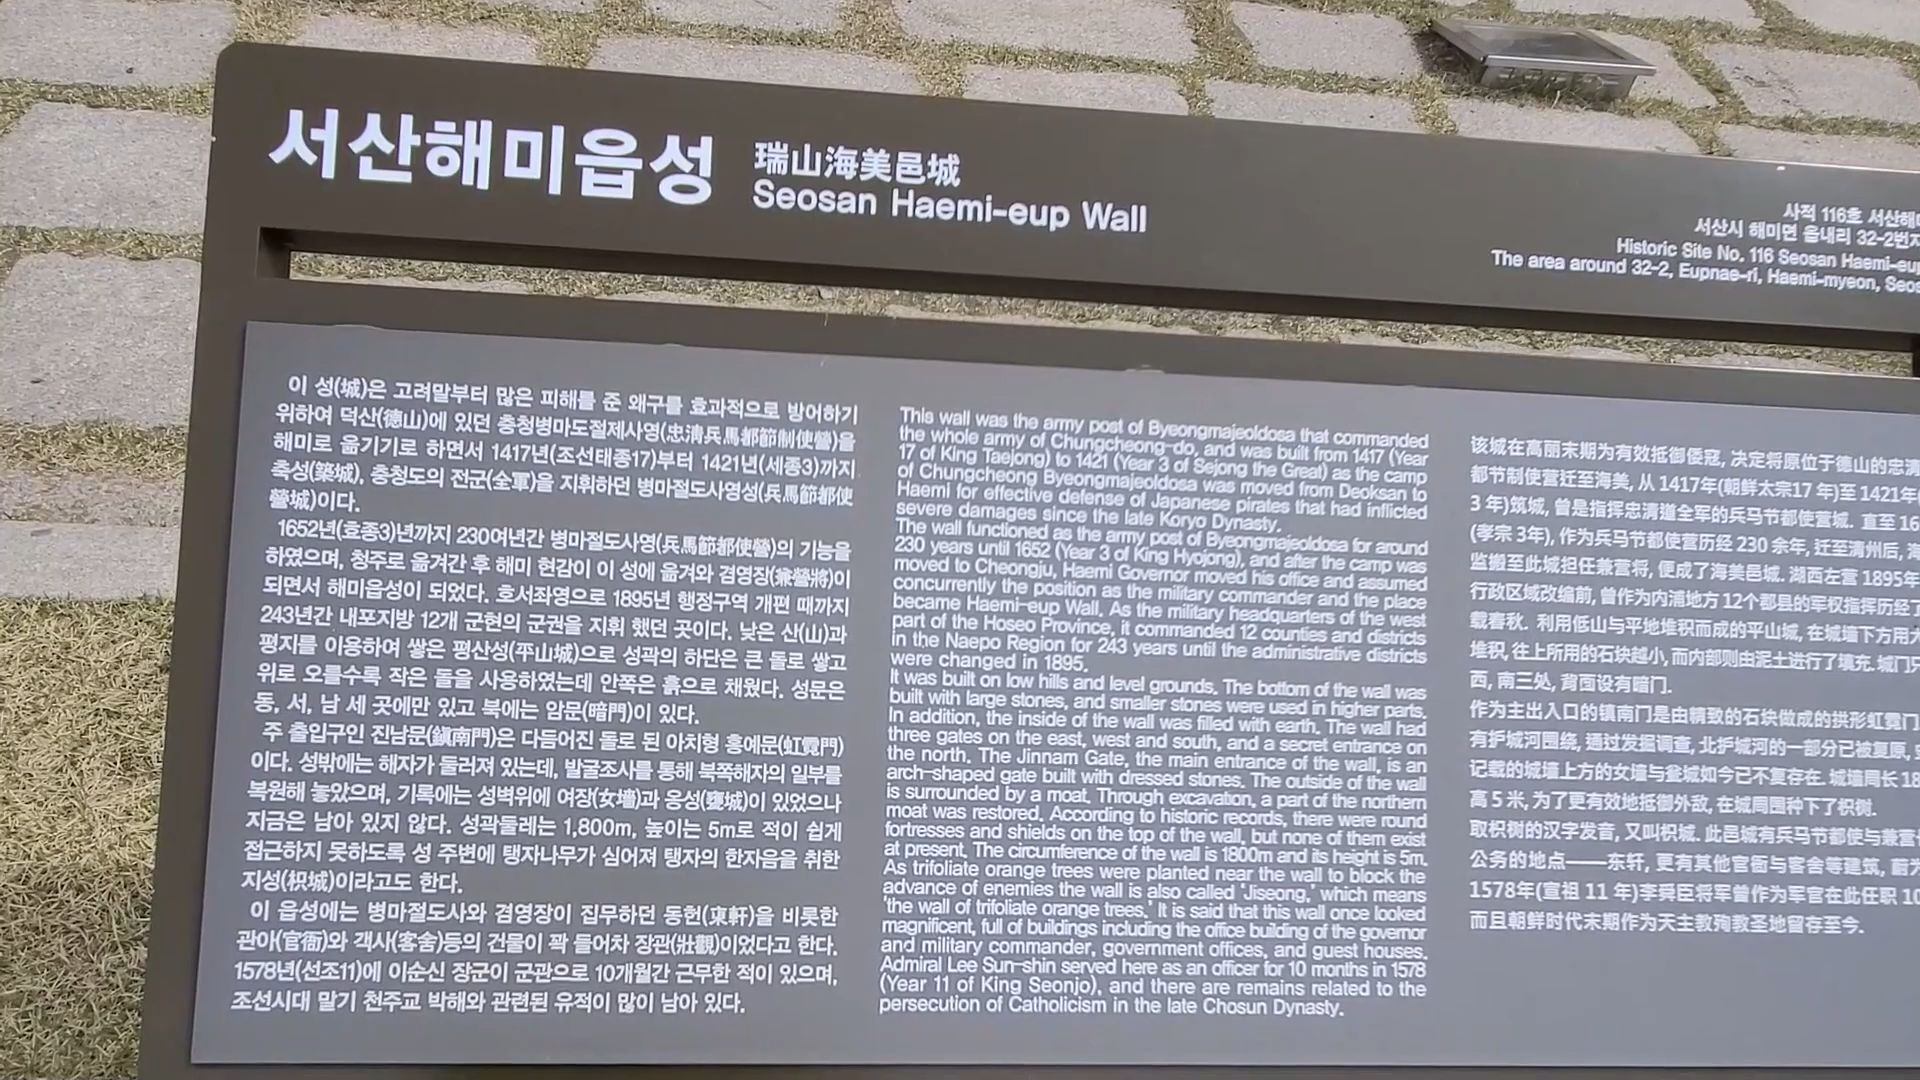 서산해미읍성
瑞山海美邑城
Seosan Haemi-eup Wall
사적 116호 서산해미
서산시 해미면 읍내리 32-2번지
Historic Site No. 116 Seosan Haemi-eup
The area around 32-2, Eupnae-ri, Haemi-myeon, Seos
이 성(城)은 고려말부터 많은 피해를 준 왜구를 효과적으로 방어하기
위하여 덕산(德山)에 있던 충청병마도절제사영(忠淸兵馬都節制使營)을
해미로 옮기기로 하면서 1417년(조선태종17)부터 1421년(세종3)까지
축성(築城), 충청도의 전군(全軍)을 지휘하던 병마절도사영성(兵馬節都使
營城)이다.
1652년(효종3)년까지 230여년간 병마절도사영(兵馬節都使營)의 기능을
하였으며, 청주로 옮겨간 후 해미 현감이 이 성에 옮겨와 겸영장(兼營將)이
되면서 해미읍성이 되었다. 호서좌영으로 1895년 행정구역 개편 때까지
243년간 내포지방 12개 군현의 군권을 지휘 했던 곳이다. 낮은 산(山)과
평지를 이용하여 쌓은 평산성(平山城)으로 성곽의 하단은 큰 돌로 쌓고
위로 오를수록 작은 돌을 사용하였는데 안쪽은 흙으로 채웠다. 성문은
동, 서, 남 세 곳에만 있고 북에는 암문(暗門)이 있다.
주 출입구인 진남문(鎭南門)은 다듬어진 돌로 된 아치형 홍예문(虹霓門)
이다. 성밖에는 해자가 둘러져 있는데, 발굴조사를 통해 북쪽해자의 일부를
복원해 놓았으며, 기록에는 성벽위에 여장(女墻)과 옹성(甕城)이 있었으나
지금은 남아 있지 않다. 성곽둘레는 1,800m, 높이는 5m로 적이 쉽게
접근하지 못하도록 성 주변에 탱자나무가 심어져 탱자의 한자음을 취한
지성(枳城)이라고도 한다.
이 읍성에는 병마절도사와 겸영장이 집무하던 동헌(東軒)을 비롯한
관아(官衙)와 객사(客舍)등의 건물이 꽉 들어차 장관(壯觀)이었다고 한다.
1578년(선조11)에 이순신 장군이 군관으로 10개월간 근무한 적이 있으며,
조선시대 말기 천주교 박해와 관련된 유적이 많이 남아 있다.
This wall was the army post of Byeongmajeoldosa that commanded
the whole army of Chungcheong-do, and was built from 1417 (Year
17 of King Taejong) to 1421 (Year 3 of Sejong the Great) as the camp
of Chungcheong Byeongmajeoldosa was moved from Deoksan to
Haemi for effective defense of Japanese pirates that had inflicted
severe damages since the late Koryo Dynasty.
The wall functioned as the army post of Byeongmajeoldosa for around
230 years until 1652 (Year 3 of King Hyojong), and after the camp was
moved to Cheongju, Haemi Governor moved his office and assumed
concurrently the position as the military commander and the place
became Haemi-eup Wall. As the military headquarters of the west
part of the Hoseo Province, it commanded 12 counties and districts
in the Naepo Region for 243 years until the administrative districts
were changed in 1895.
It was built on low hills and level grounds. The bottom of the wall was
built with large stones, and smaller stones were used in higher parts.
In addition, the inside of the wall was filled with earth. The wall had
three gates on the east, west and south, and a secret entrance on
the north. The Jinnam Gate, the main entrance of the wall, is an
arch-shaped gate built with dressed stones. The outside of the wall
is surrounded by a moat. Through excavation, a part of the northern
moat was restored. According to historic records, there were round
fortresses and shields on the top of the wall, but none of them exist
at present. The circumference of the wall is 1800m and its height is 5m.
As trifoliate orange trees were planted near the wall to block the
advance of enemies the wall is also called 'Jiseong,' which means
'the wall of trifoliate orange trees.' It is said that this wall once looked
magnificent, full of buildings including the office building of the governor
and military commander, government offices, and guest houses.
Admiral Lee Sun-shin served here as an officer for 10 months in 1578
(Year 11 of King Seonjo), and there are remains related to the
persecution of Catholicism in the late Chosun Dynasty.
该城在高丽末期为有效抵御倭寇, 决定将原位于德山的忠清
都节制使营迁至海美, 从 1417年(朝鲜太宗17 年)至 1421年
3 年)筑城, 曾是指挥忠清道全军的兵马节都使营城. 直至 16
(孝宗 3年), 作为兵马节都使营历经 230 余年, 迁至清州后, 海
监搬至此城担任兼营将, 便成了海美邑城. 湖西左营 1895年
行政区域改编前, 曾作为内浦地方 12个郡县的军权指挥历经了
载春秋. 利用低山与平地堆积而成的平山城, 在城墙下方用大
堆积, 往上所用的石块越小, 而内部则由泥土进行了填充. 城门只
西, 南三处, 背面设有暗门.
作为主出入口的镇南门是由精致的石块做成的拱形虹霓门
有护城河围绕, 通过发掘调查, 北护城河的一部分已被复原, 史
记载的城墙上方的女墙与瓮城如今已不复存在. 城墙周长 18
高 5 米, 为了更有效地抵御外敌, 在城周围种下了枳树.
取枳树的汉字发音, 又叫枳城. 此邑城有兵马节都使与兼营
公务的地点——东轩, 更有其他官衙与客舍等建筑, 蔚为
1578年(宣祖 11 年)李舜臣将军曾作为军官在此任职 10
而且朝鲜时代末期作为天主教殉教圣地留存至今.